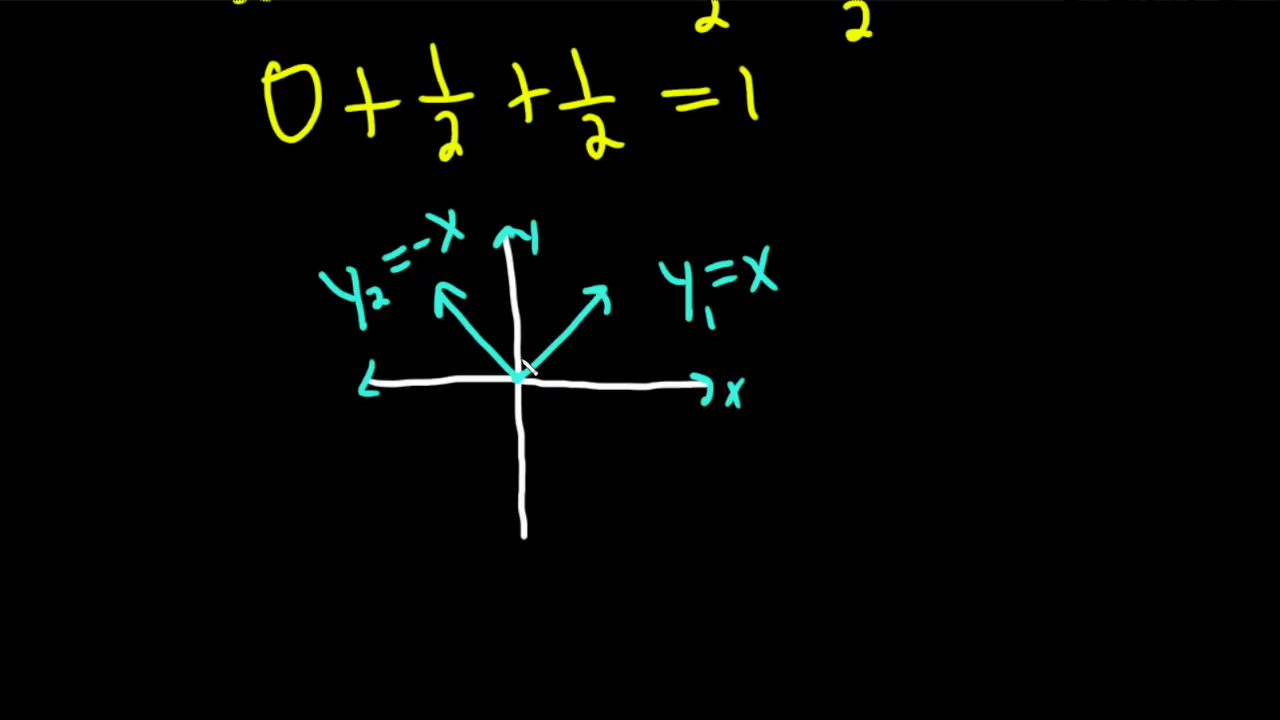 0 + 1/2 + 1/2 = 1
y₂ = -x
y
y₁ = x
x